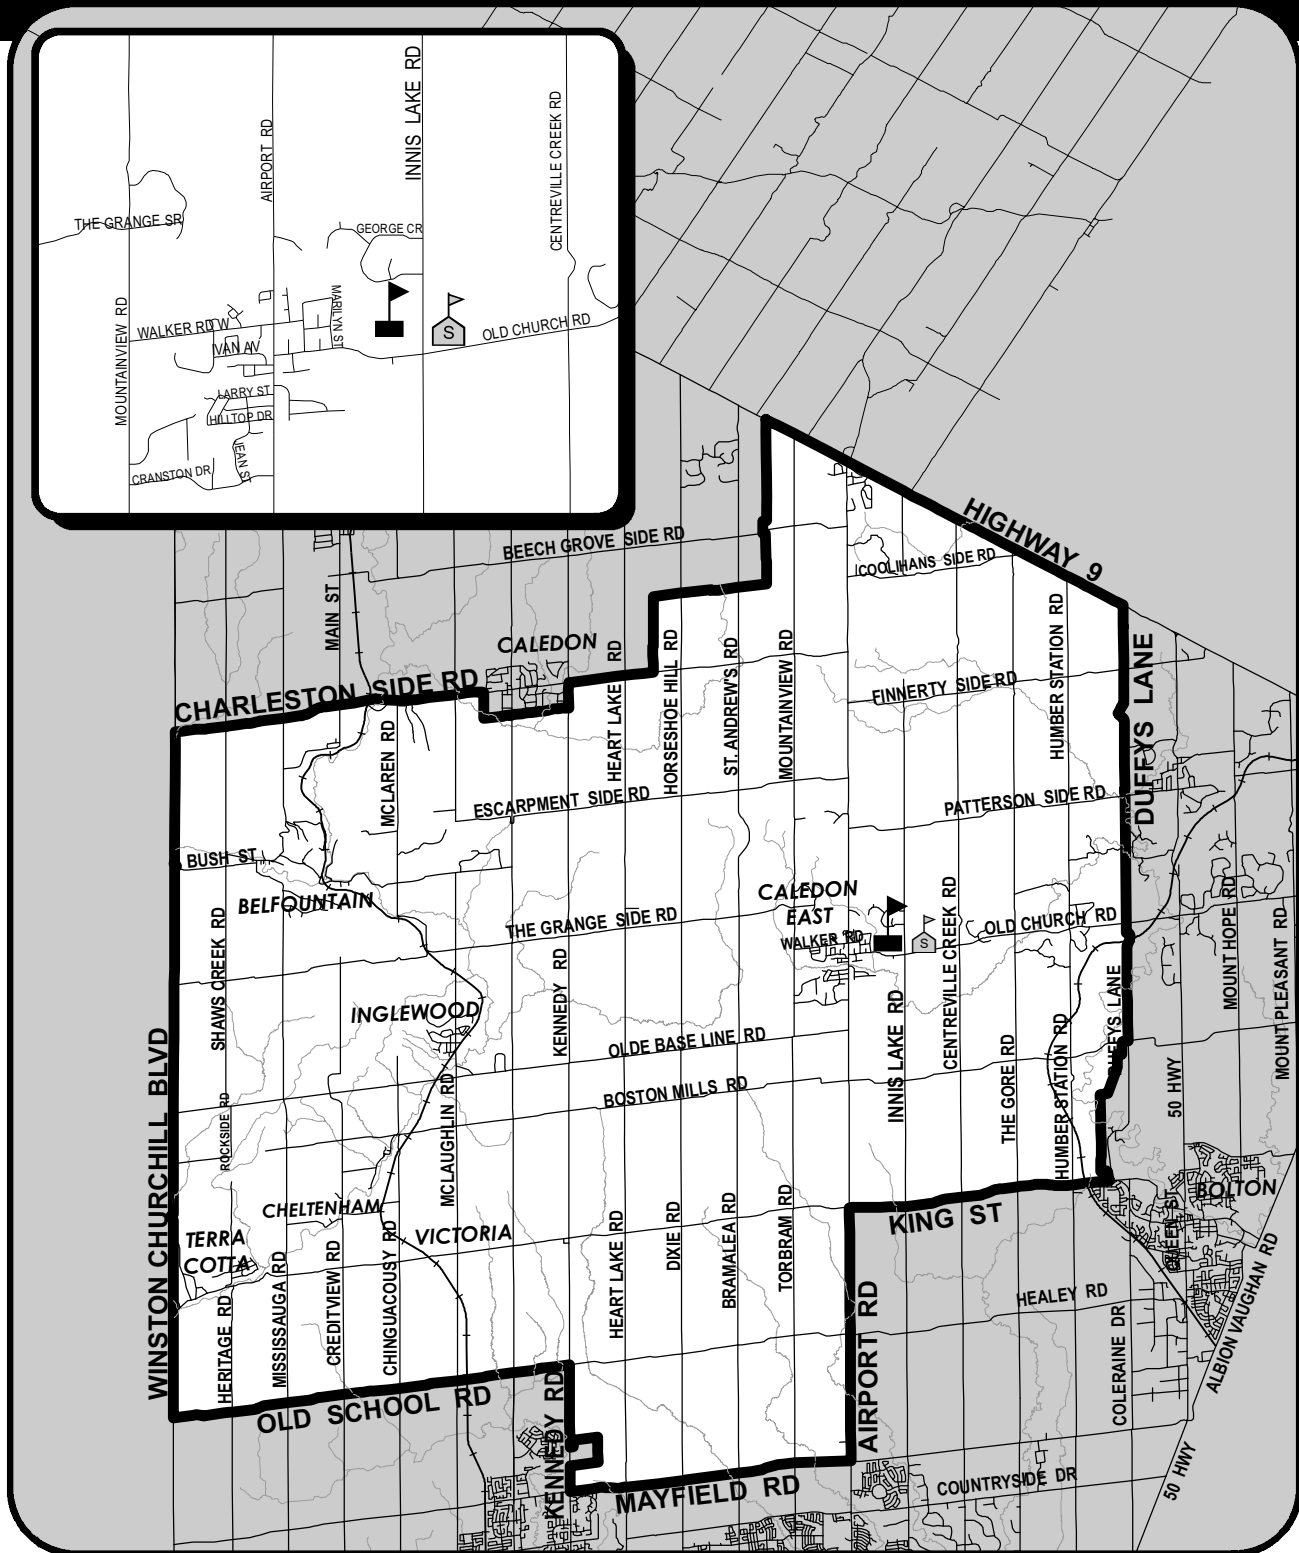 INNIS LAKE RD
CENTREVILLE CREEK RD
AIRPORT RD
THE GRANGE SR
GEORGE CR
MOUNTAINVIEW RD
MARILYN ST
S
OLD CHURCH RD
WALKER RD W
IVAN AV
LARRY ST
HILLTOP DR
JEAN ST
CRANSTON DR
HIGHWAY 9
BEECH GROVE SIDE RD
COOLIHANS SIDE RD
MAIN ST
CALEDON
HEART LAKE RD
HORSESHOE HILL RD
ST. ANDREW'S RD
MOUNTAINVIEW RD
HUMBER STATION RD
DUFFYS LANE
CHARLESTON SIDE RD
FINNERTY SIDE RD
MCLAREN RD
ESCARPMENT SIDE RD
PATTERSON SIDE RD
BUSH ST
BELFOUNTAIN
CALEDON
EAST
WALKER RD
S
THE GRANGE SIDE RD
OLD CHURCH RD
CENTREVILLE CREEK RD
MOUNT HOPE RD
MOUNT PLEASANT RD
SHAWS CREEK RD
KENNEDY RD
INGLEWOOD
INNIS LAKE RD
OLDE BASE LINE RD
BOSTON MILLS RD
THE GORE RD
HUMBER STATION RD
DUFFYS LANE
50 HWY
WINSTON CHURCHILL BLVD
ROCKSIDE RD
MCLAUGHLIN RD
CHELTENHAM
VICTORIA
TERRA
COTTA
KING ST
BOLTON
QUEEN ST
HERITAGE RD
MISSISSAUGA RD
CREDITVIEW RD
CHINGUACOUSY RD
HEART LAKE RD
DIXIE RD
BRAMALEA RD
TORBRAM RD
AIRPORT RD
HEALEY RD
COLERAINE DR
ALBION VAUGHAN RD
OLD SCHOOL RD
KENNEDY RD
MAYFIELD RD
COUNTRYSIDE DR
50 HWY